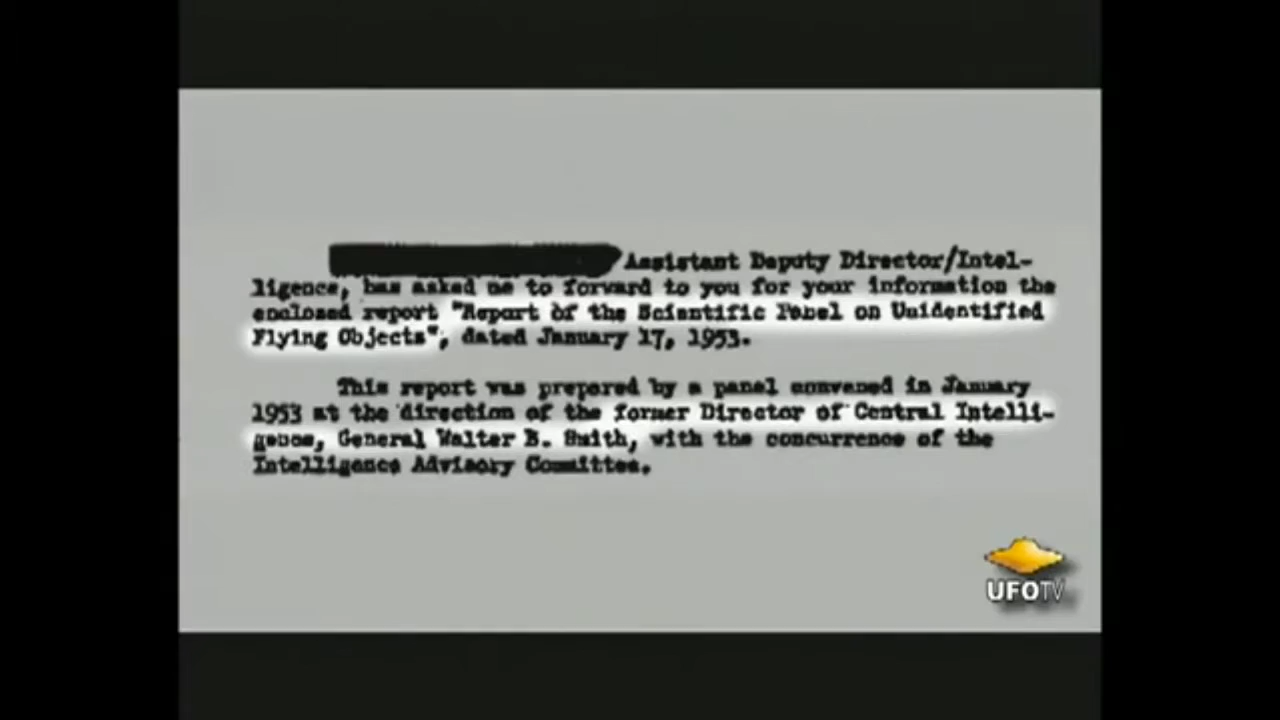 Assistant Deputy Director/Intel-
ligence, has asked me to forward to you for your information the
enclosed report "Report of the Scientific Panel on Unidentified
Flying Objects", dated January 17, 1953.
This report was prepared by a panel convened in January
1953 at the direction of the former Director of Central Intelli-
gence, General Walter B. Smith, with the concurrence of the
Intelligence Advisory Committee.
UFOTV